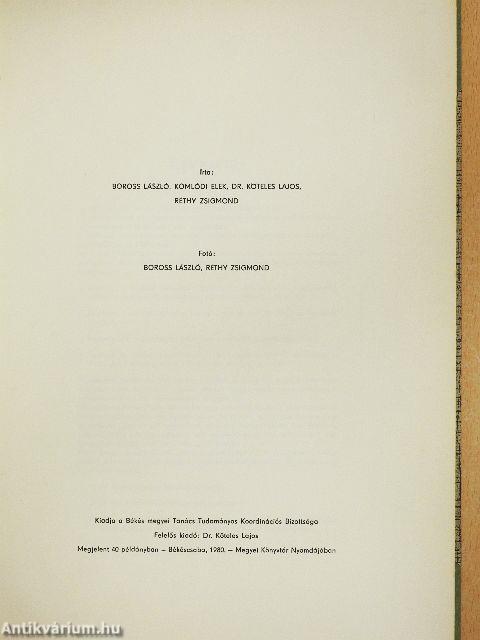 Írta:
BOROSS LÁSZLÓ, KOMLÓDI ELEK, DR. KÖTELES LAJOS,
RÉTHY ZSIGMOND
Fotó:
BOROSS LÁSZLÓ, RÉTHY ZSIGMOND
Kiadja a Békés megyei Tanács Tudományos Koordinációs Bizottsága
Felelős kiadó: Dr. Köteles Lajos
Megjelent 40 példányban – Békéscsaba, 1980. – Megyei Könyvtár Nyomdájában
Antikvárium.hu